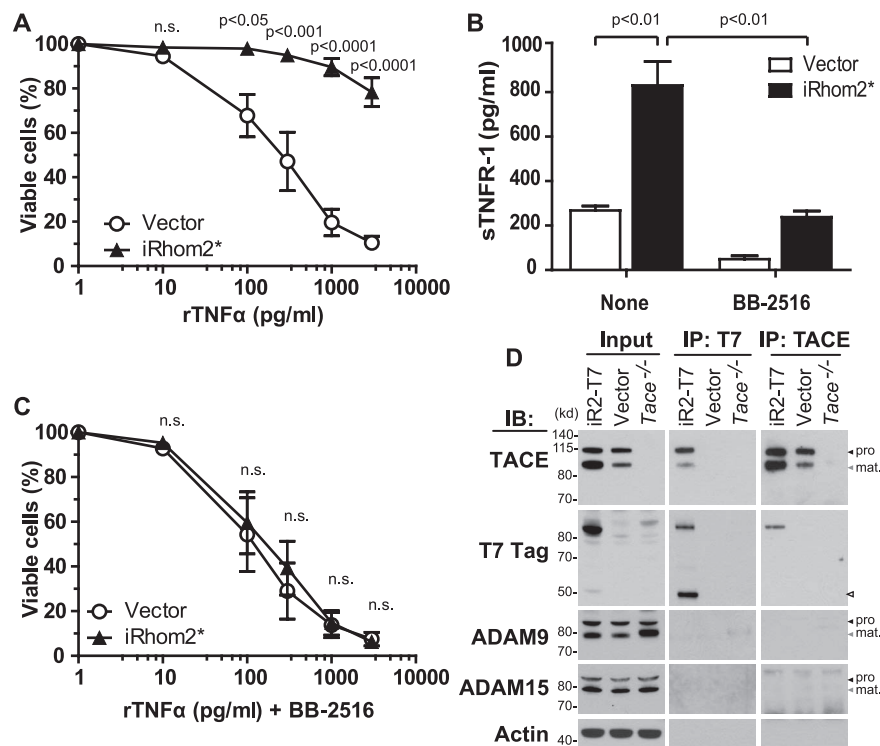 A
Viable cells (%)
100
80
60
40
20
0
n.s.
p<0.05
p<0.001
p<0.0001
p<0.0001
Vector
iRhom2*
1 10 100 1000 10000
rTNFα (pg/ml)
B
p<0.01 p<0.01
sTNFR-1 (pg/ml)
1000
800
600
400
200
0
Vector
iRhom2*
None BB-2516
C
Viable cells (%)
100
80
60
40
20
0
n.s.
n.s.
n.s.
n.s.
n.s.
Vector
iRhom2*
1 10 100 1000 10000
rTNFα (pg/ml) + BB-2516
D
Input IP: T7 IP: TACE
iR2-T7 Vector Tace-/- iR2-T7 Vector Tace-/- iR2-T7 Vector Tace-/-
IB: (kd)
TACE
140
115
80
70
pro
mat.
T7 Tag
80
70
50
ADAM9
80
70
pro
mat.
ADAM15
80
70
pro
mat.
Actin
40